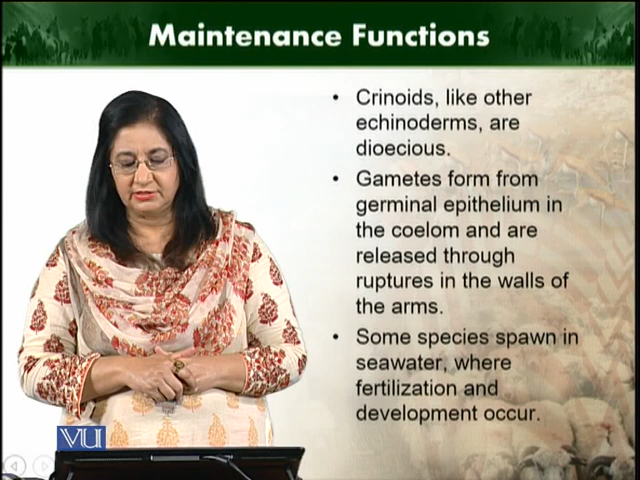 Maintenance Functions
• Crinoids, like other
echinoderms, are
dioecious.
• Gametes form from
germinal epithelium in
the coelom and are
released through
ruptures in the walls of
the arms.
• Some species spawn in
seawater, where
fertilization and
development occur.
VU